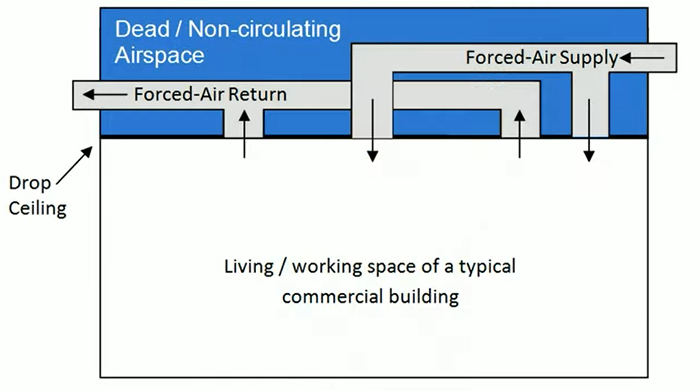 Dead / Non-circulating
Airspace
Forced-Air Supply
Forced-Air Return
Drop
Ceiling
Living / working space of a typical
commercial building